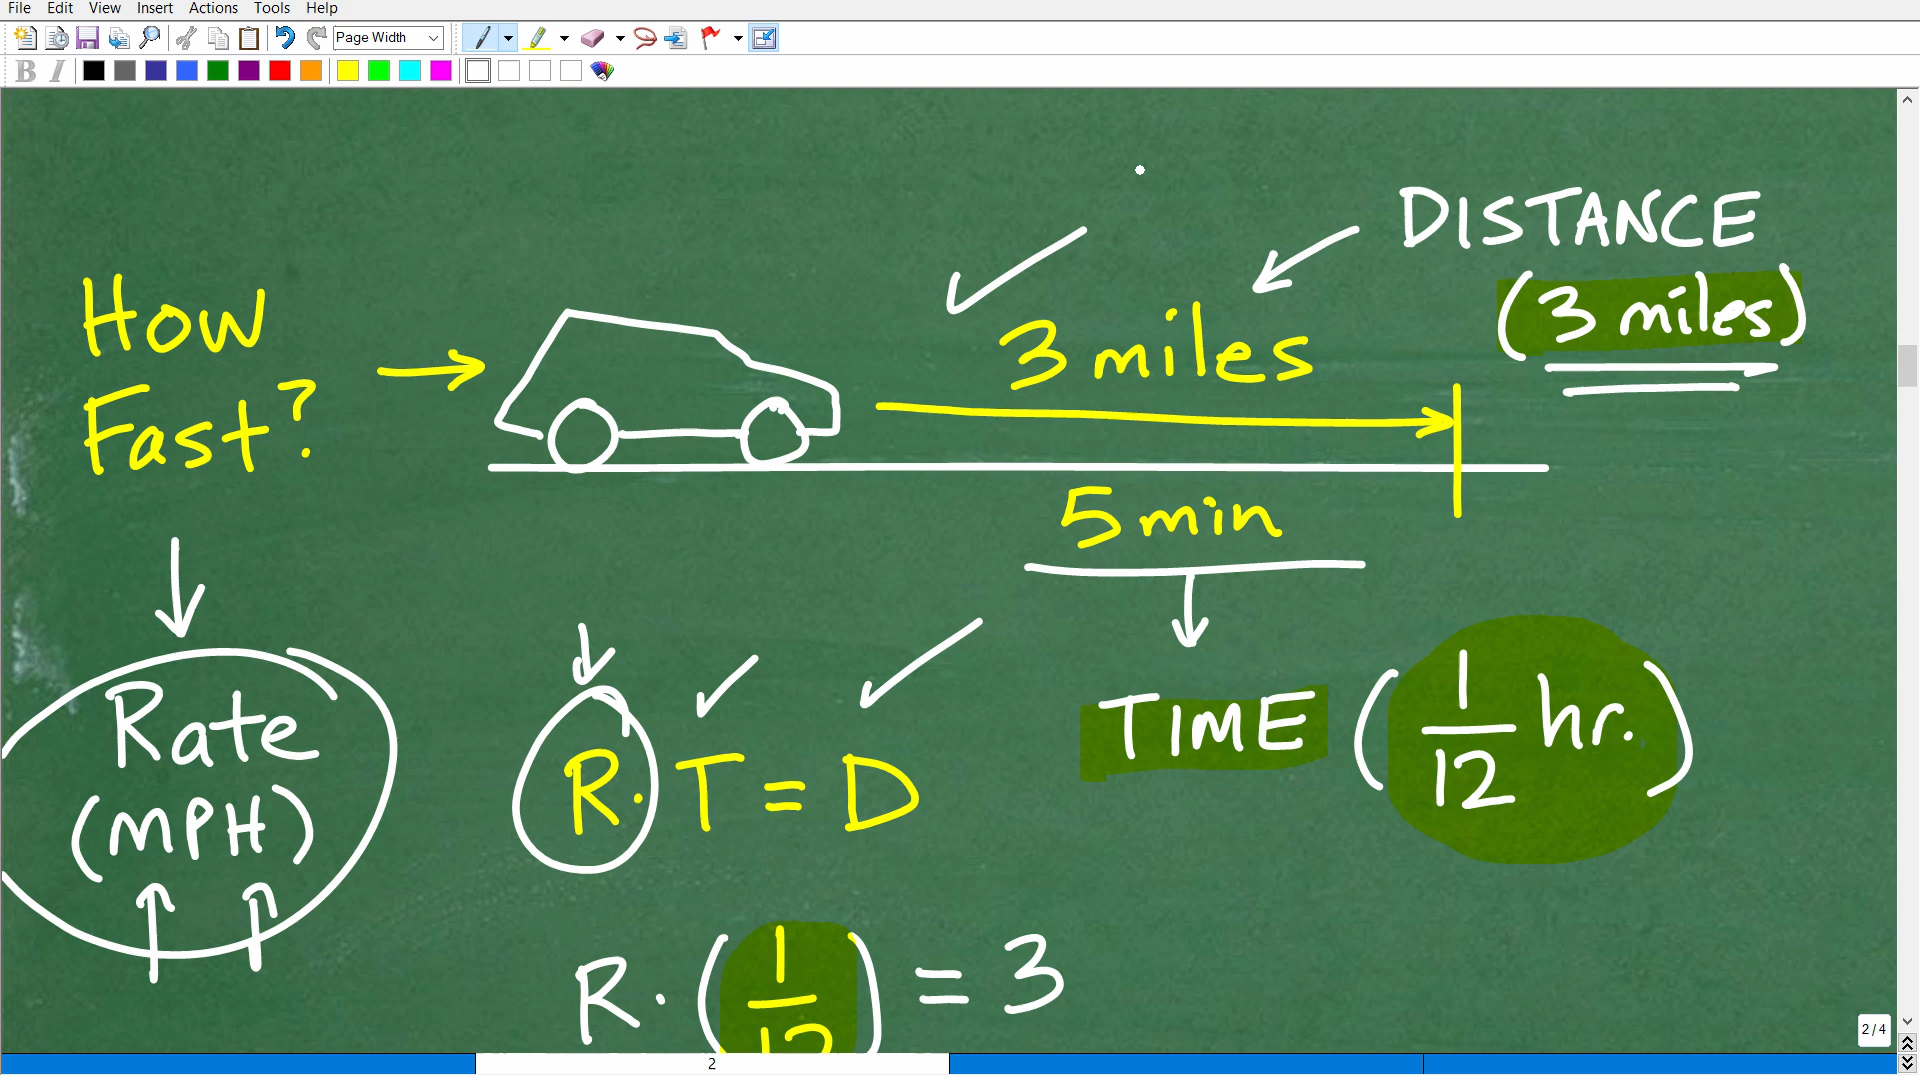 File Edit View Insert Actions Tools Help
Page Width
B I
DISTANCE
(3 miles)
How
Fast?
3 miles
5 min
Rate
(MPH)
R · T = D
TIME (1/12 hr.)
R · (1/12) = 3
2 / 4
2